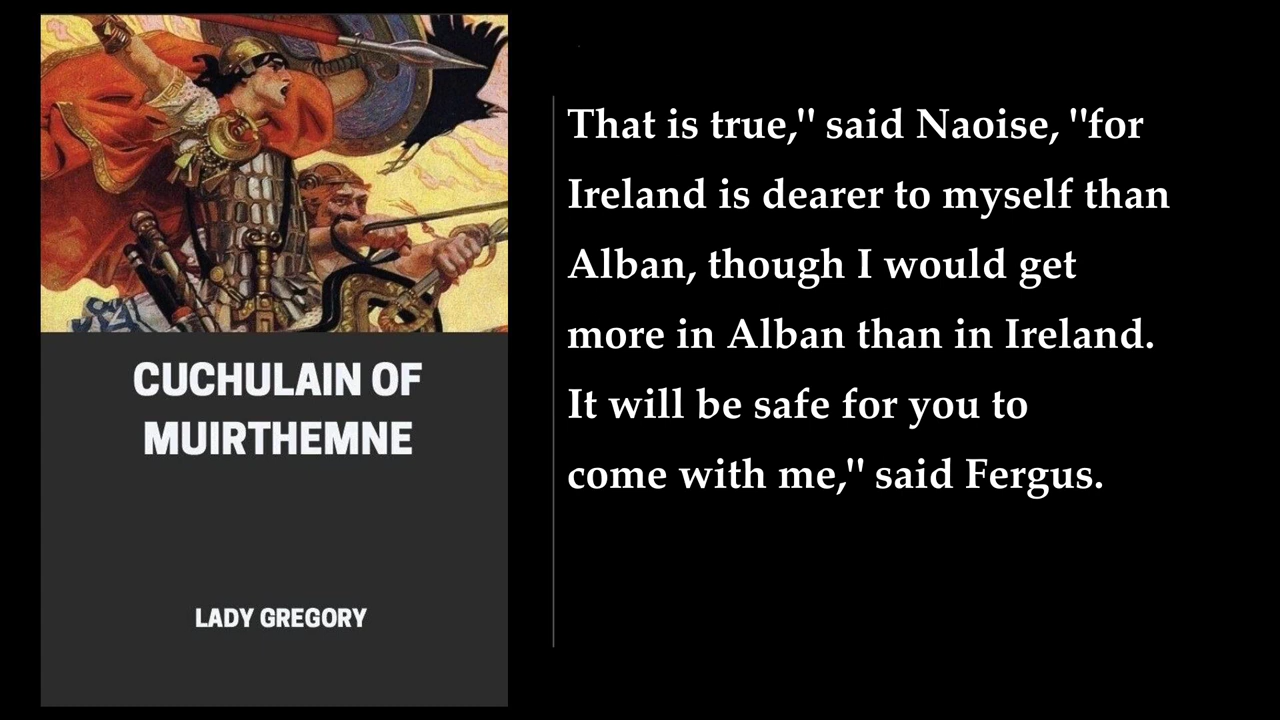 CUCHULAIN OF
MUIRTHEMNE
LADY GREGORY
That is true," said Naoise, "for
Ireland is dearer to myself than
Alban, though I would get
more in Alban than in Ireland.
It will be safe for you to
come with me," said Fergus.